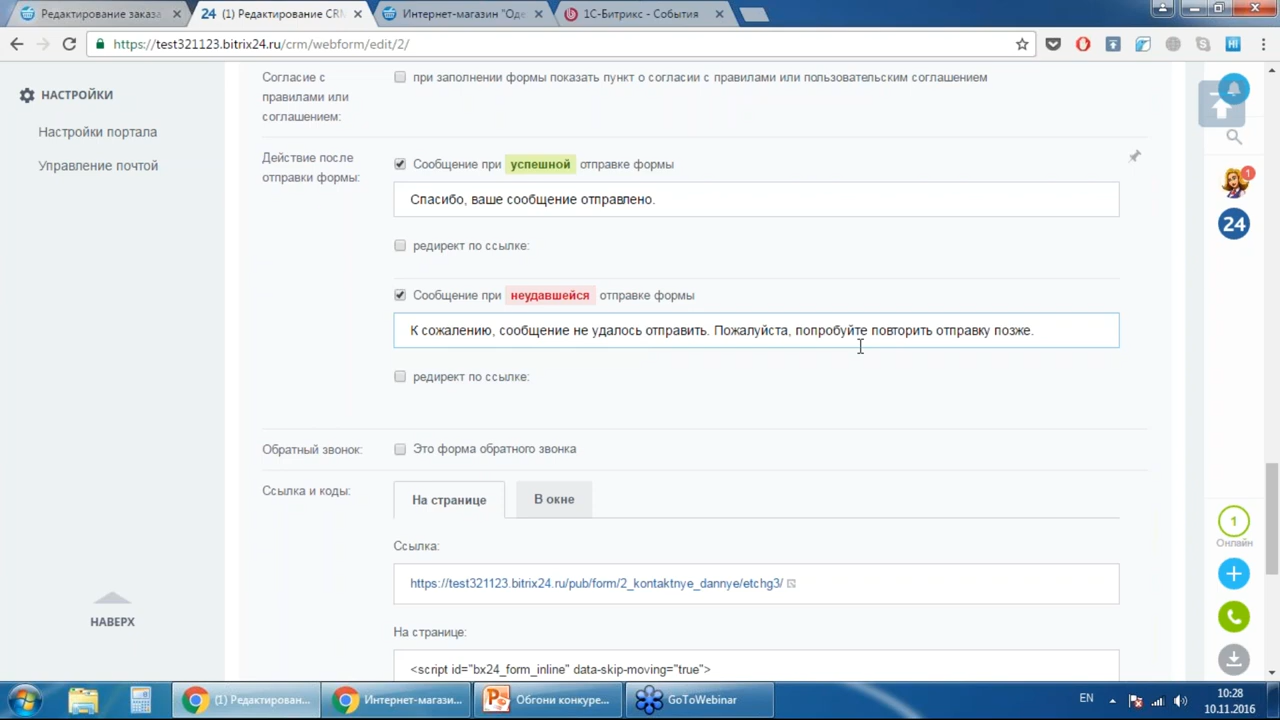 Редактирование заказа
24 (1) Редактирование CRM
Интернет-магазин "Оде
1С-Битрикс - События
https://test321123.bitrix24.ru/crm/webform/edit/2/
Hi
НАСТРОЙКИ
Настройки портала
Управление почтой
НАВЕРХ
Согласие с
правилами или
соглашением:
при заполнении формы показать пункт о согласии с правилами или пользовательским соглашением
Действие после
отправки формы:
Сообщение при успешной отправке формы
Спасибо, ваше сообщение отправлено.
редирект по ссылке:
Сообщение при неудавшейся отправке формы
К сожалению, сообщение не удалось отправить. Пожалуйста, попробуйте повторить отправку позже.
редирект по ссылке:
Обратный звонок:
Это форма обратного звонка
Ссылка и коды:
На странице
В окне
Ссылка:
https://test321123.bitrix24.ru/pub/form/2_kontaktnye_dannye/etchg3/
На странице:
<script id="bx24_form_inline" data-skip-moving="true">
1
24
1
Онлайн
(1) Редактирован...
Интернет-магази...
Обгони конкуре...
GoToWebinar
EN
10:28
10.11.2016